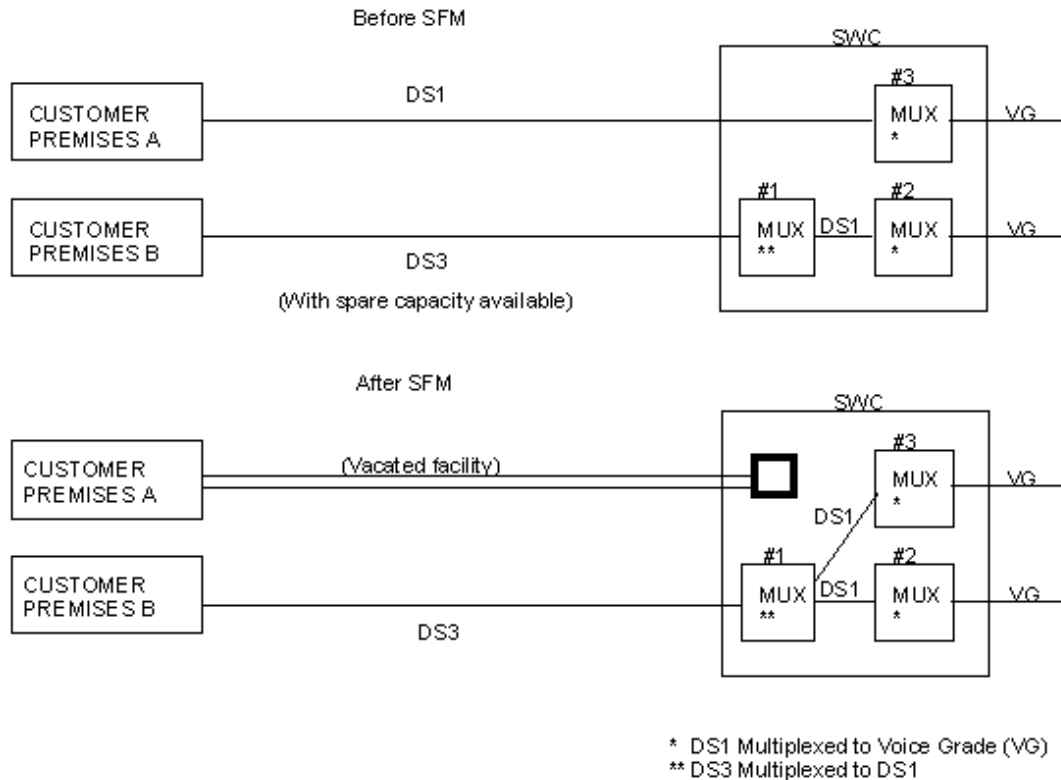 Before SFM
SWC
#3
DS1
CUSTOMER
PREMISES A
MUX
*
VG
#1
#2
CUSTOMER
PREMISES B
MUX
**
DS1
MUX
*
VG
DS3
(With spare capacity available)
After SFM
SWC
#3
(Vacated facility)
CUSTOMER
PREMISES A
MUX
*
VG
DS1
#1
#2
CUSTOMER
PREMISES B
MUX
**
DS1
MUX
*
VG
DS3
* DS1 Multiplexed to Voice Grade (VG)
** DS3 Multiplexed to DS1